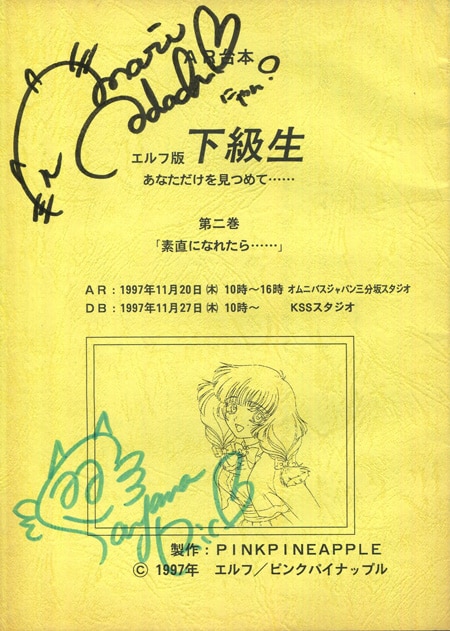 mariɛ
AR台本
にゃん!
エルフ版 下級生
あなただけを見つめて……
第二巻
「素直になれたら……」
AR:1997年11月20日㈭ 10時〜16時 オムニバスジャパン三分坂スタジオ
DB:1997年11月27日㈭ 10時〜 KSSスタジオ
製作:PINKPINEAPPLE
© 1997年 エルフ/ピンクパイナップル